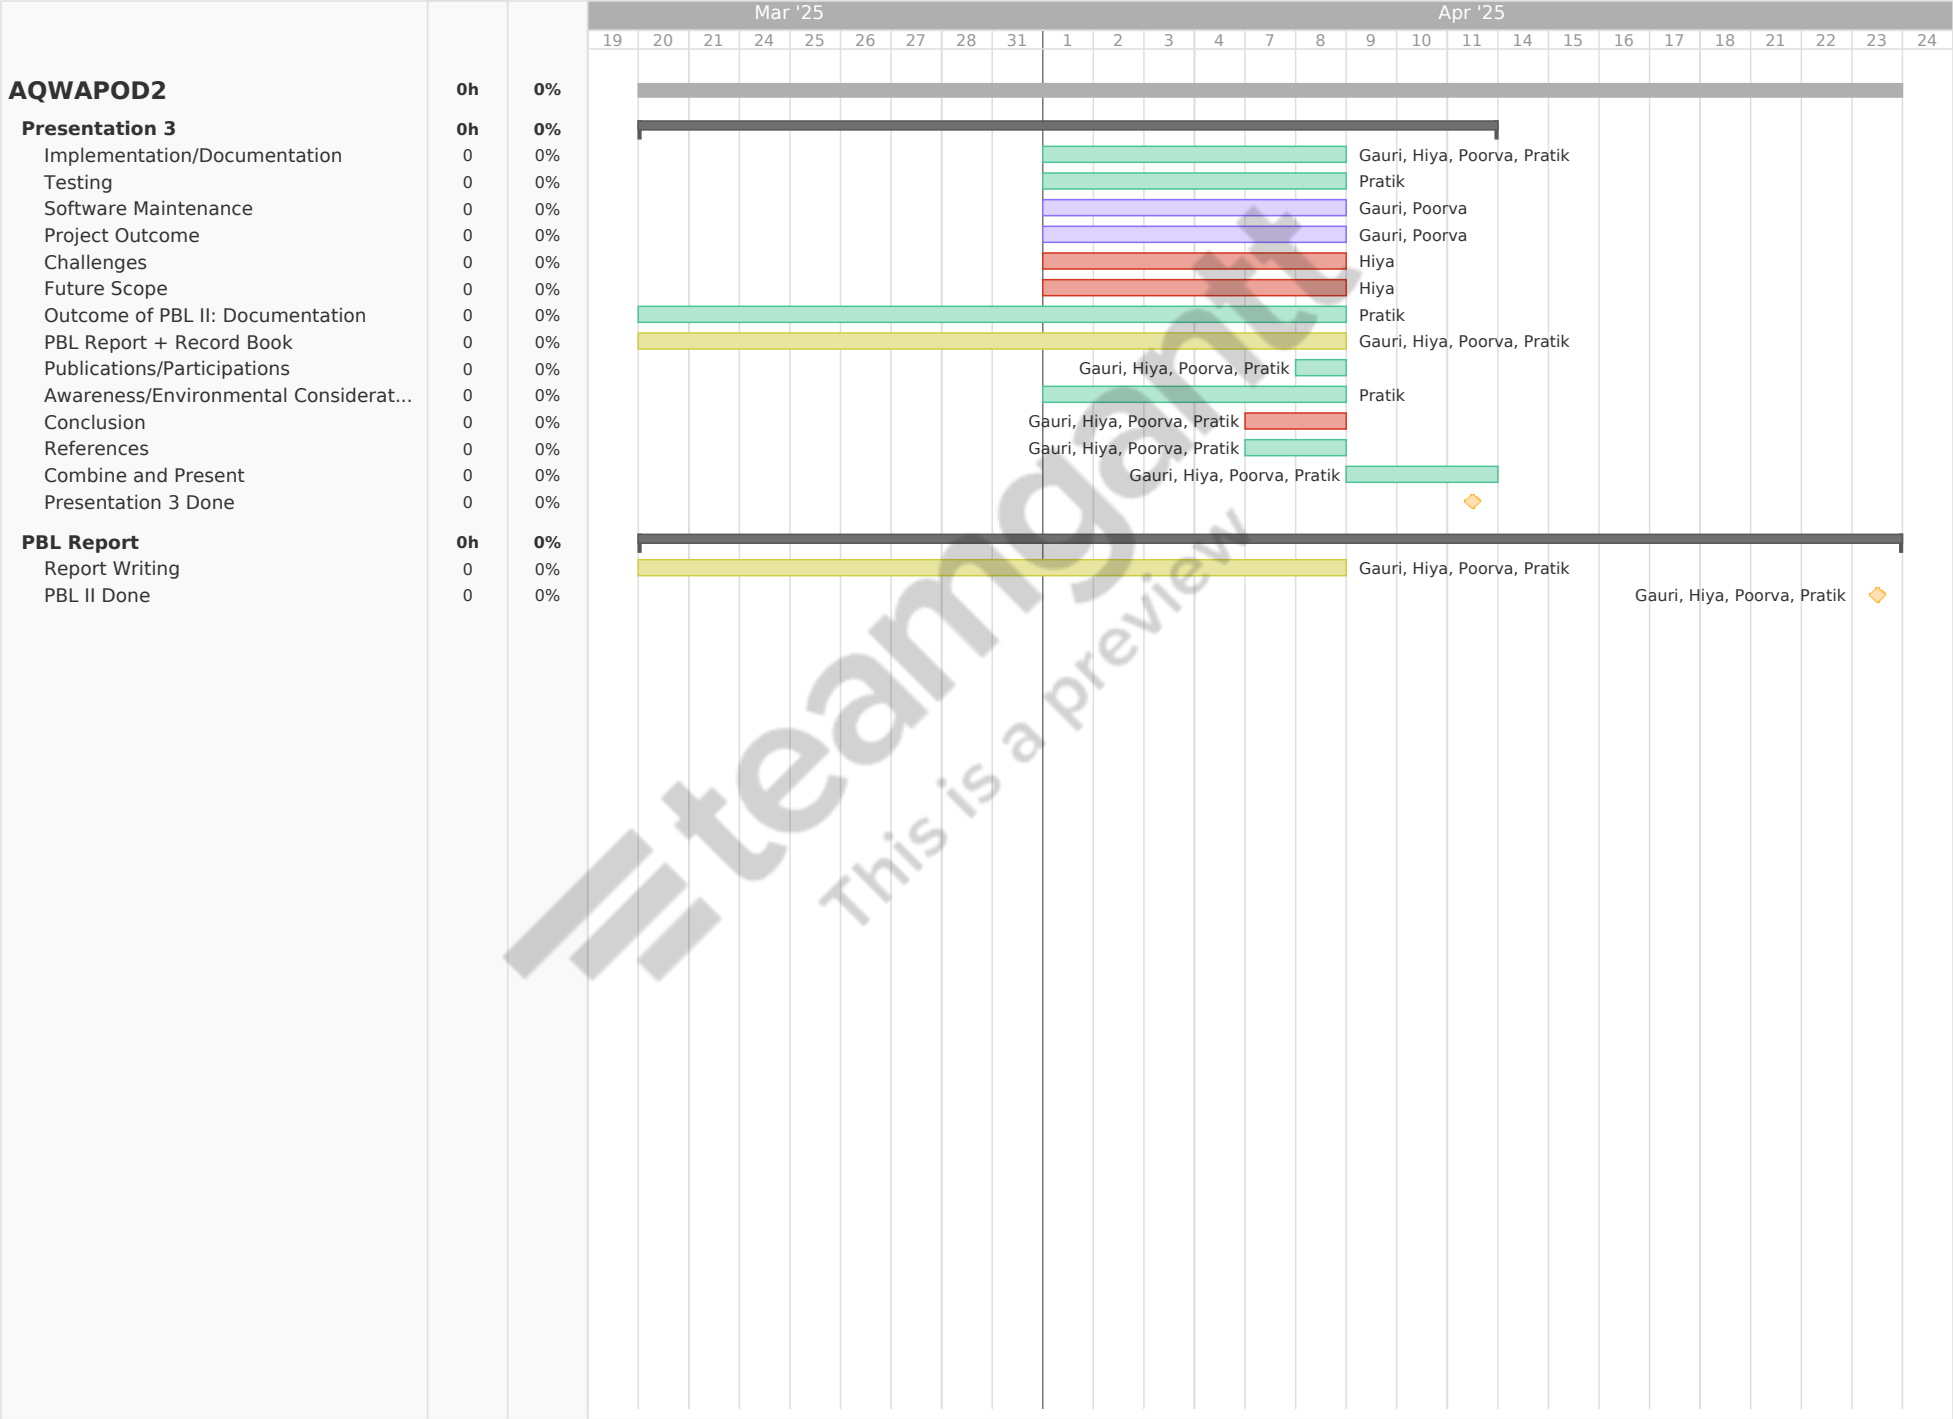 Mar '25 Apr '25
19 20 21 24 25 26 27 28 31 1 2 3 4 7 8 9 10 11 14 15 16 17 18 21 22 23 24
AQWAPOD2 0h 0%
Presentation 3 0h 0%
Implementation/Documentation 0 0% Gauri, Hiya, Poorva, Pratik
Testing 0 0% Pratik
Software Maintenance 0 0% Gauri, Poorva
Project Outcome 0 0% Gauri, Poorva
Challenges 0 0% Hiya
Future Scope 0 0% Hiya
Outcome of PBL II: Documentation 0 0% Pratik
PBL Report + Record Book 0 0% Gauri, Hiya, Poorva, Pratik
Publications/Participations 0 0% Gauri, Hiya, Poorva, Pratik
Awareness/Environmental Considerat... 0 0% Pratik
Conclusion 0 0% Gauri, Hiya, Poorva, Pratik
References 0 0% Gauri, Hiya, Poorva, Pratik
Combine and Present 0 0% Gauri, Hiya, Poorva, Pratik
Presentation 3 Done 0 0%
PBL Report 0h 0%
Report Writing 0 0% Gauri, Hiya, Poorva, Pratik
PBL II Done 0 0% Gauri, Hiya, Poorva, Pratik
teamgantt
This is a preview